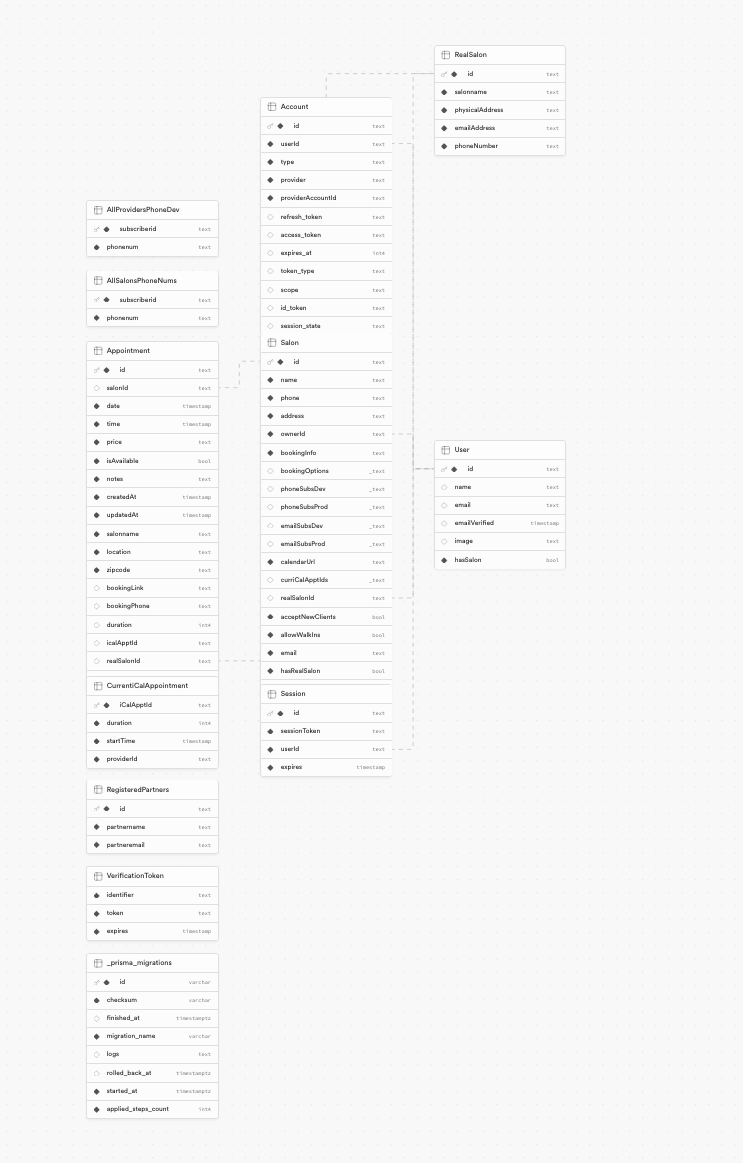 RealSalon
id text
salonname text
physicalAddress text
emailAddress text
phoneNumber text
Account
id text
userId text
type text
provider text
providerAccountId text
refresh_token text
access_token text
expires_at int4
token_type text
scope text
id_token text
session_state text
AllProvidersPhoneDev
subscriberid text
phonenum text
AllSalonsPhoneNums
subscriberid text
phonenum text
Appointment
id text
salonId text
date timestamp
time timestamp
price text
isAvailable bool
notes text
createdAt timestamp
updatedAt timestamp
salonname text
location text
zipcode text
bookingLink text
bookingPhone text
duration int4
icalApptId text
realSalonId text
Salon
id text
name text
phone text
address text
ownerId text
bookingInfo text
bookingOptions _text
phoneSubsDev _text
phoneSubsProd _text
emailSubsDev _text
emailSubsProd _text
calendarUrl text
curriCalApptIds _text
realSalonId text
acceptNewClients bool
allowWalkIns bool
email text
hasRealSalon bool
User
id text
name text
email text
emailVerified timestamp
image text
hasSalon bool
CurrentiCalAppointment
iCalApptId text
duration int4
startTime timestamp
providerId text
Session
id text
sessionToken text
userId text
expires timestamp
RegisteredPartners
id text
partnername text
partneremail text
VerificationToken
identifier text
token text
expires timestamp
_prisma_migrations
id varchar
checksum varchar
finished_at timestamptz
migration_name varchar
logs text
rolled_back_at timestamptz
started_at timestamptz
applied_steps_count int4